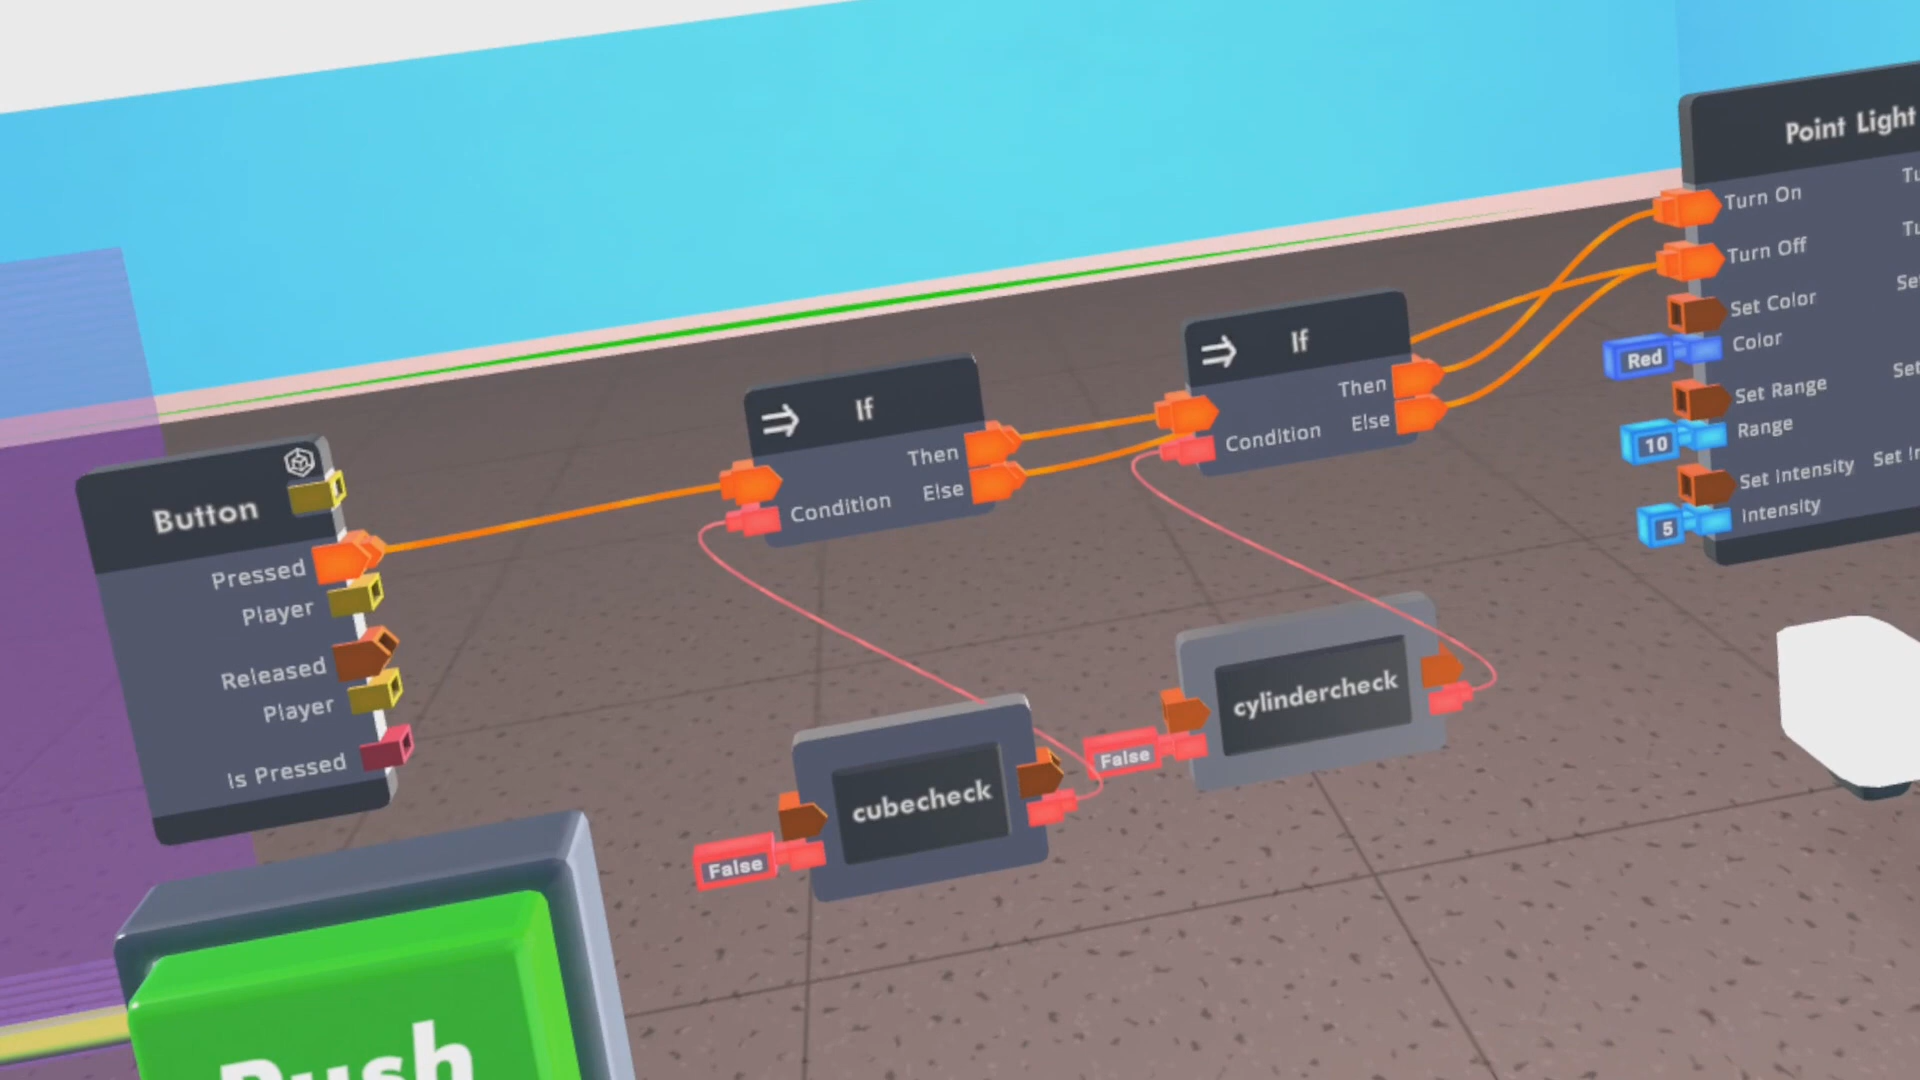 Button
Pressed
Player
Released
Player
Is Pressed
If
Then
Condition
Else
If
Then
Condition
Else
cubecheck
False
cylindercheck
False
Point Light
Turn On
Turn Off
Set Color
Color
Red
Set Range
Range
10
Set Intensity
Intensity
5
Push